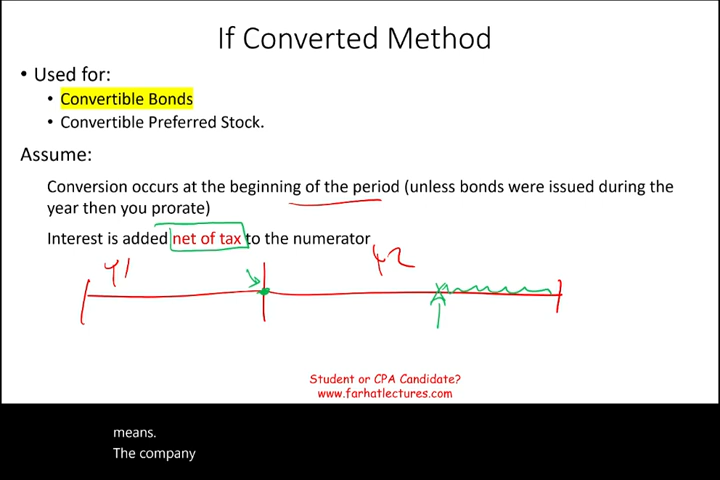 If Converted Method
• Used for:
• Convertible Bonds
• Convertible Preferred Stock.
Assume:
Conversion occurs at the beginning of the period (unless bonds were issued during the
year then you prorate)
Interest is added net of tax to the numerator
Y1
Y2
Student or CPA Candidate?
www.farhatlectures.com
means.
The company